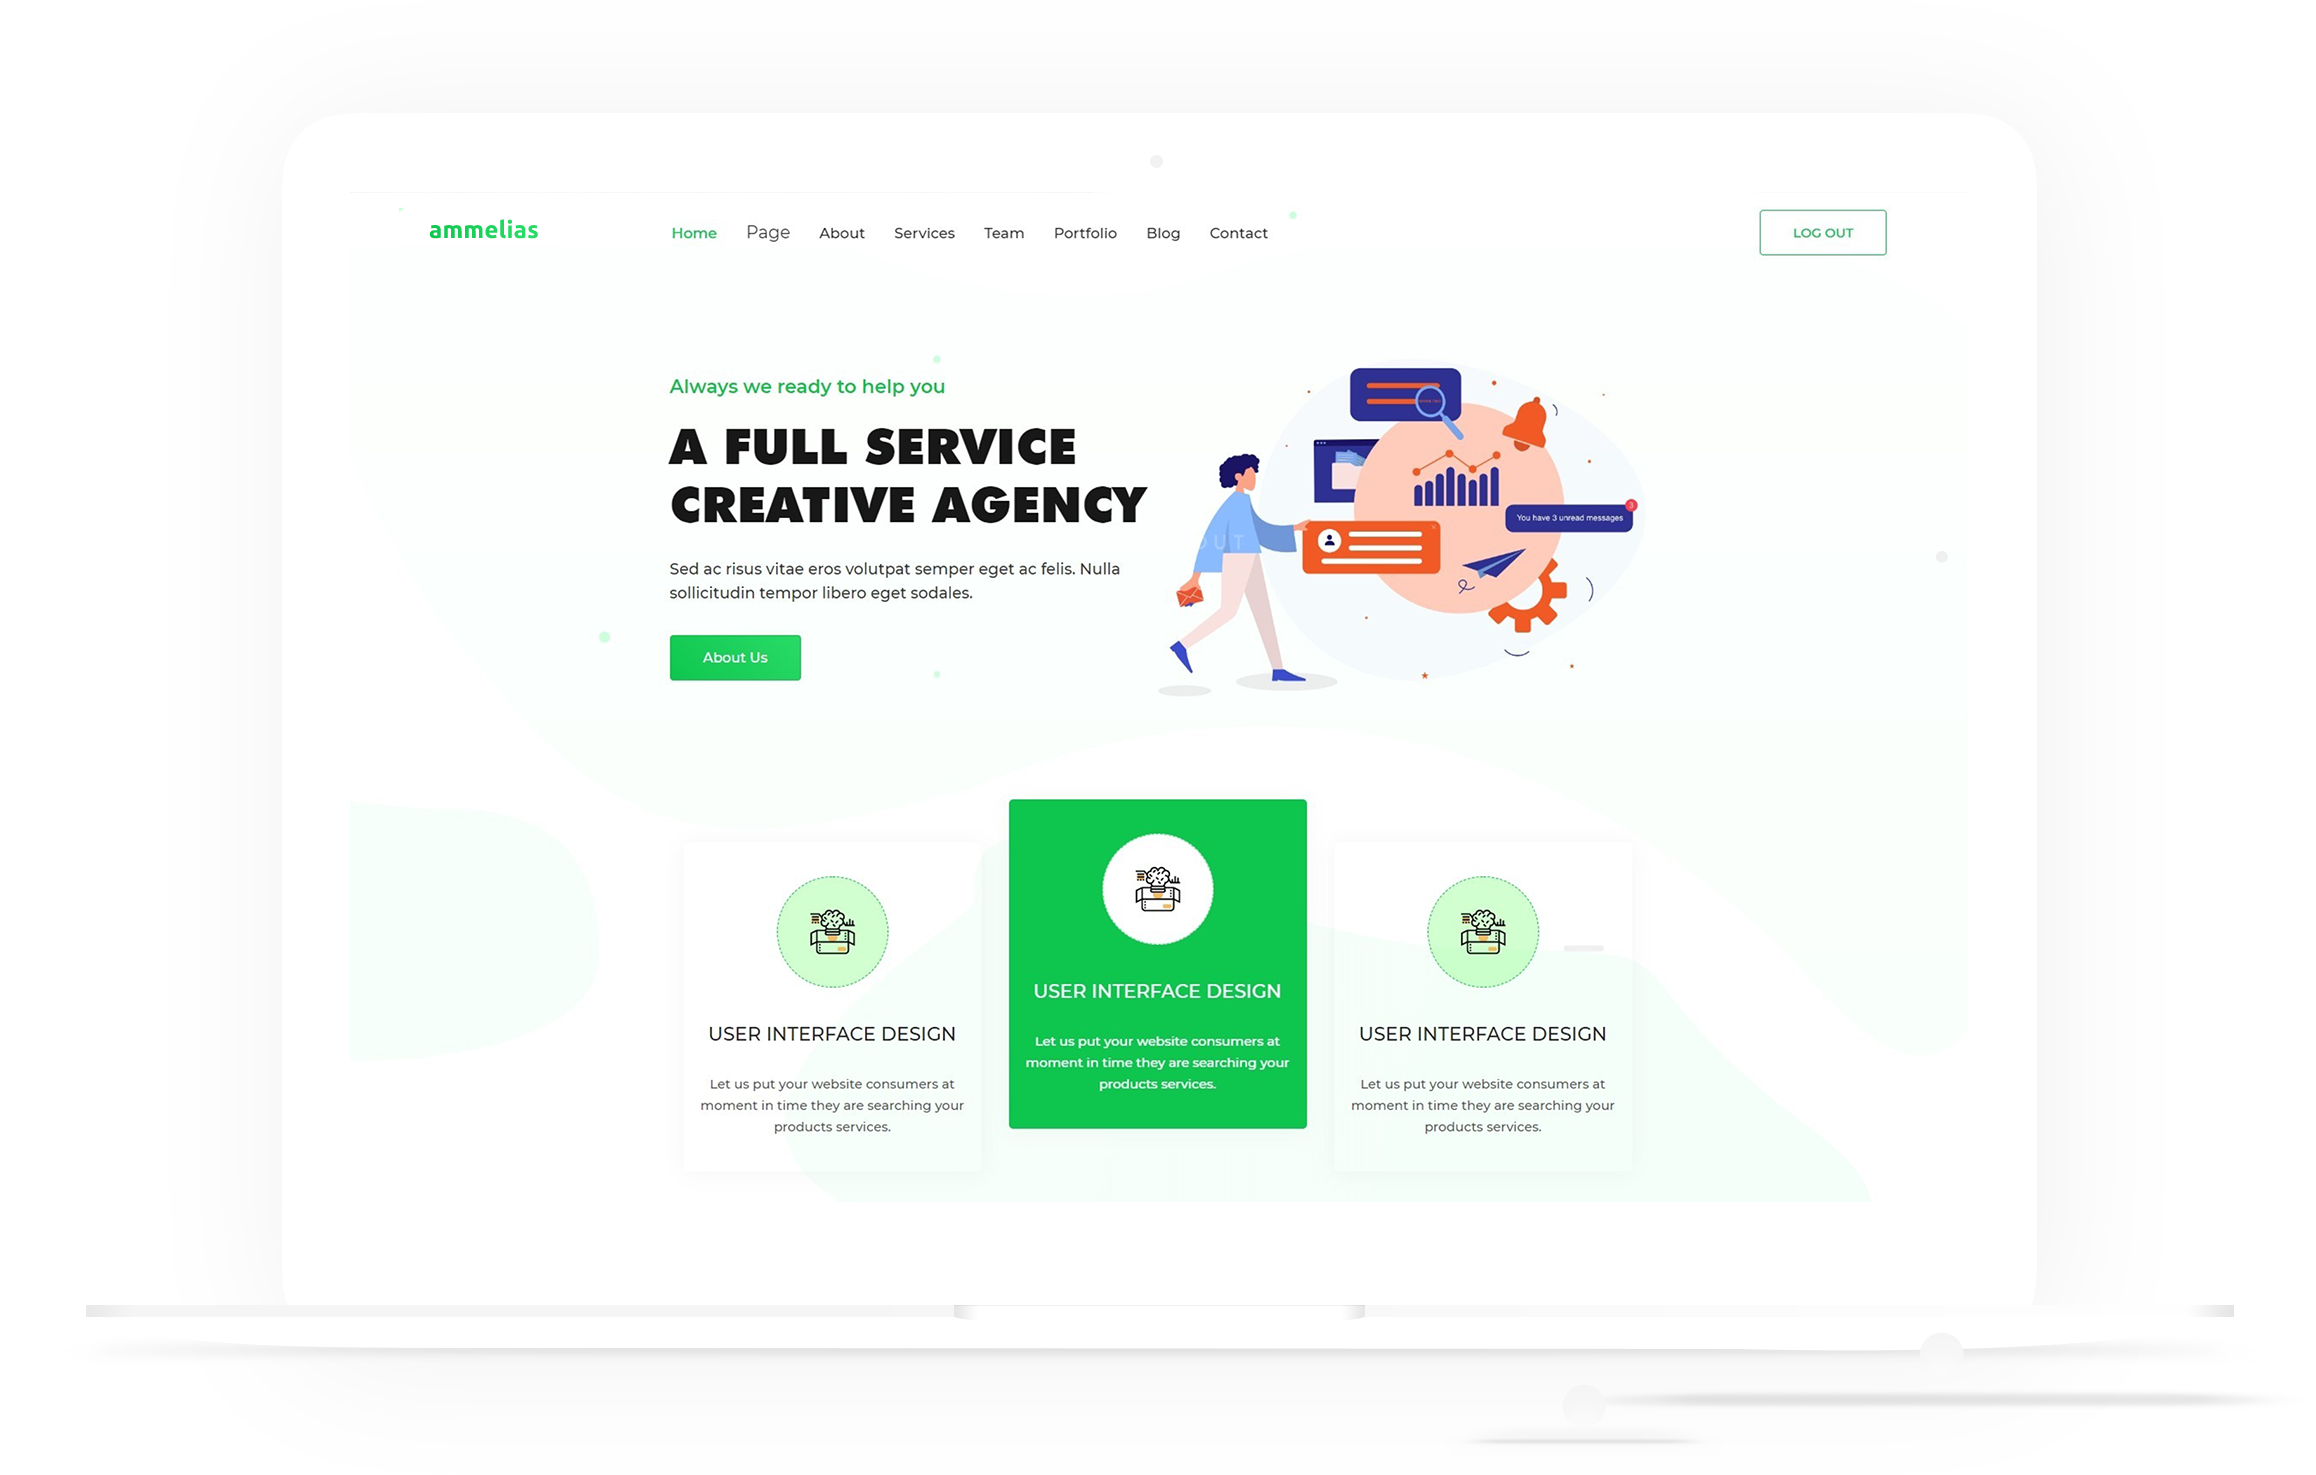 ammelias
Home Page About Services Team Portfolio Blog Contact
LOG OUT
Always we ready to help you
A FULL SERVICE
CREATIVE AGENCY
Sed ac risus vitae eros volutpat semper eget ac felis. Nulla
sollicitudin tempor libero eget sodales.
About Us
You have 3 unread messages
3
USER INTERFACE DESIGN
Let us put your website consumers at
moment in time they are searching your
products services.
USER INTERFACE DESIGN
Let us put your website consumers at
moment in time they are searching your
products services.
USER INTERFACE DESIGN
Let us put your website consumers at
moment in time they are searching your
products services.